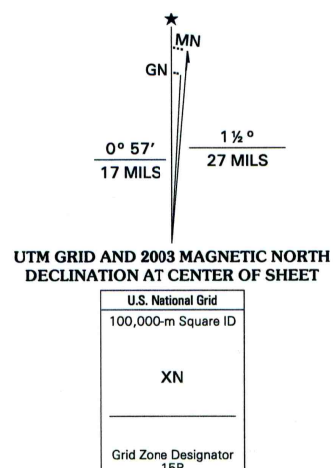 ★
MN
GN
0° 57′
17 MILS
1½°
27 MILS
UTM GRID AND 2003 MAGNETIC NORTH
DECLINATION AT CENTER OF SHEET
U.S. National Grid
100,000-m Square ID
XN
Grid Zone Designator
15R